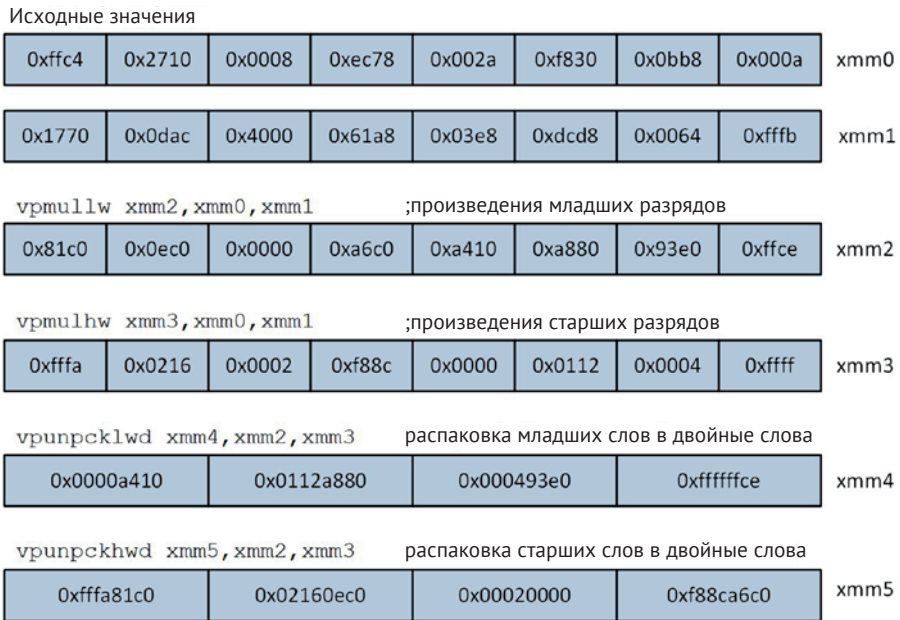 Исходные значения
0xffc4 0x2710 0x0008 0xec78 0x002a 0xf830 0x0bb8 0x000a xmm0
0x1770 0x0dac 0x4000 0x61a8 0x03e8 0xdcd8 0x0064 0xfffb xmm1
vpmullw xmm2,xmm0,xmm1 ;произведения младших разрядов
0x81c0 0x0ec0 0x0000 0xa6c0 0xa410 0xa880 0x93e0 0xffce xmm2
vpmulhw xmm3,xmm0,xmm1 ;произведения старших разрядов
0xfffa 0x0216 0x0002 0xf88c 0x0000 0x0112 0x0004 0xffff xmm3
vpunpcklwd xmm4,xmm2,xmm3 распаковка младших слов в двойные слова
0x0000a410 0x0112a880 0x000493e0 0xffffffce xmm4
vpunpckhwd xmm5,xmm2,xmm3 распаковка старших слов в двойные слова
0xfffa81c0 0x02160ec0 0x00020000 0xf88ca6c0 xmm5